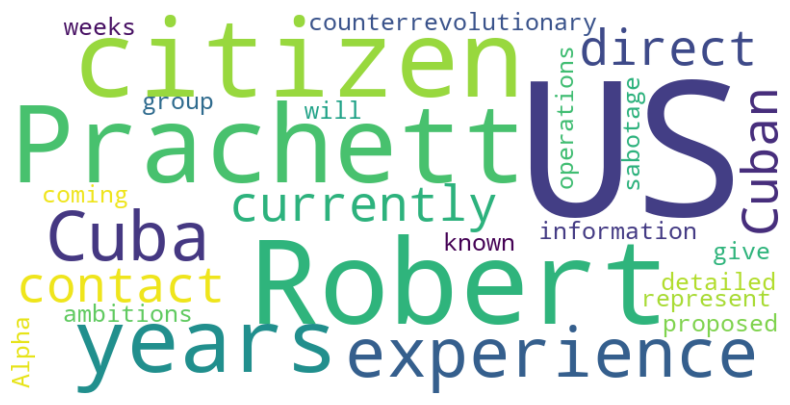 weeks
counterrevolutionary
citizen
direct
US
group
will
Prachett
operations
sabotage
Cuban
coming
currently
Cuba
known
information
Robert
give
contact
detailed
represent
ambitions
proposed
Alpha
years
experience